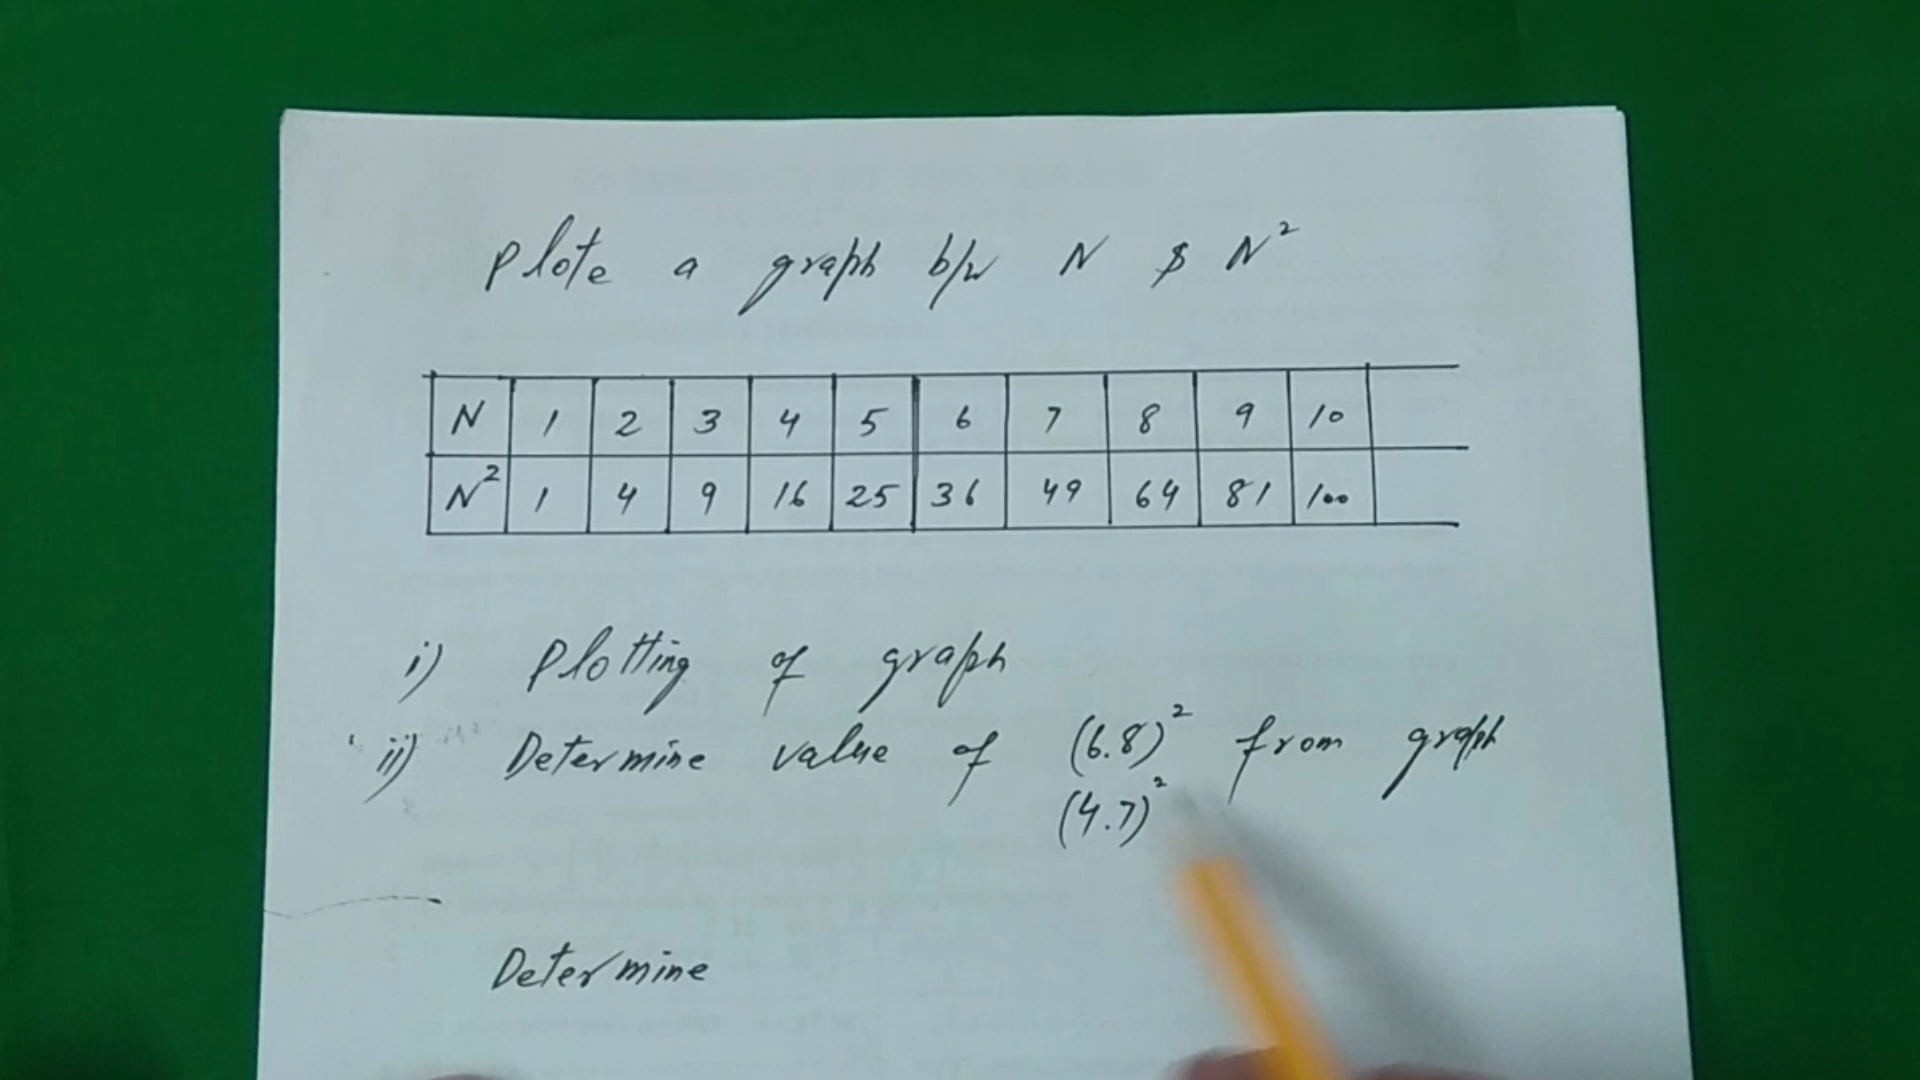 Plote a graph b/w N & N²
N 1 2 3 4 5 6 7 8 9 10
N² 1 4 9 16 25 36 49 64 81 100
i) Plotting of graph
ii) Determine value of (6.8)² from graph
(4.7)²
Determine